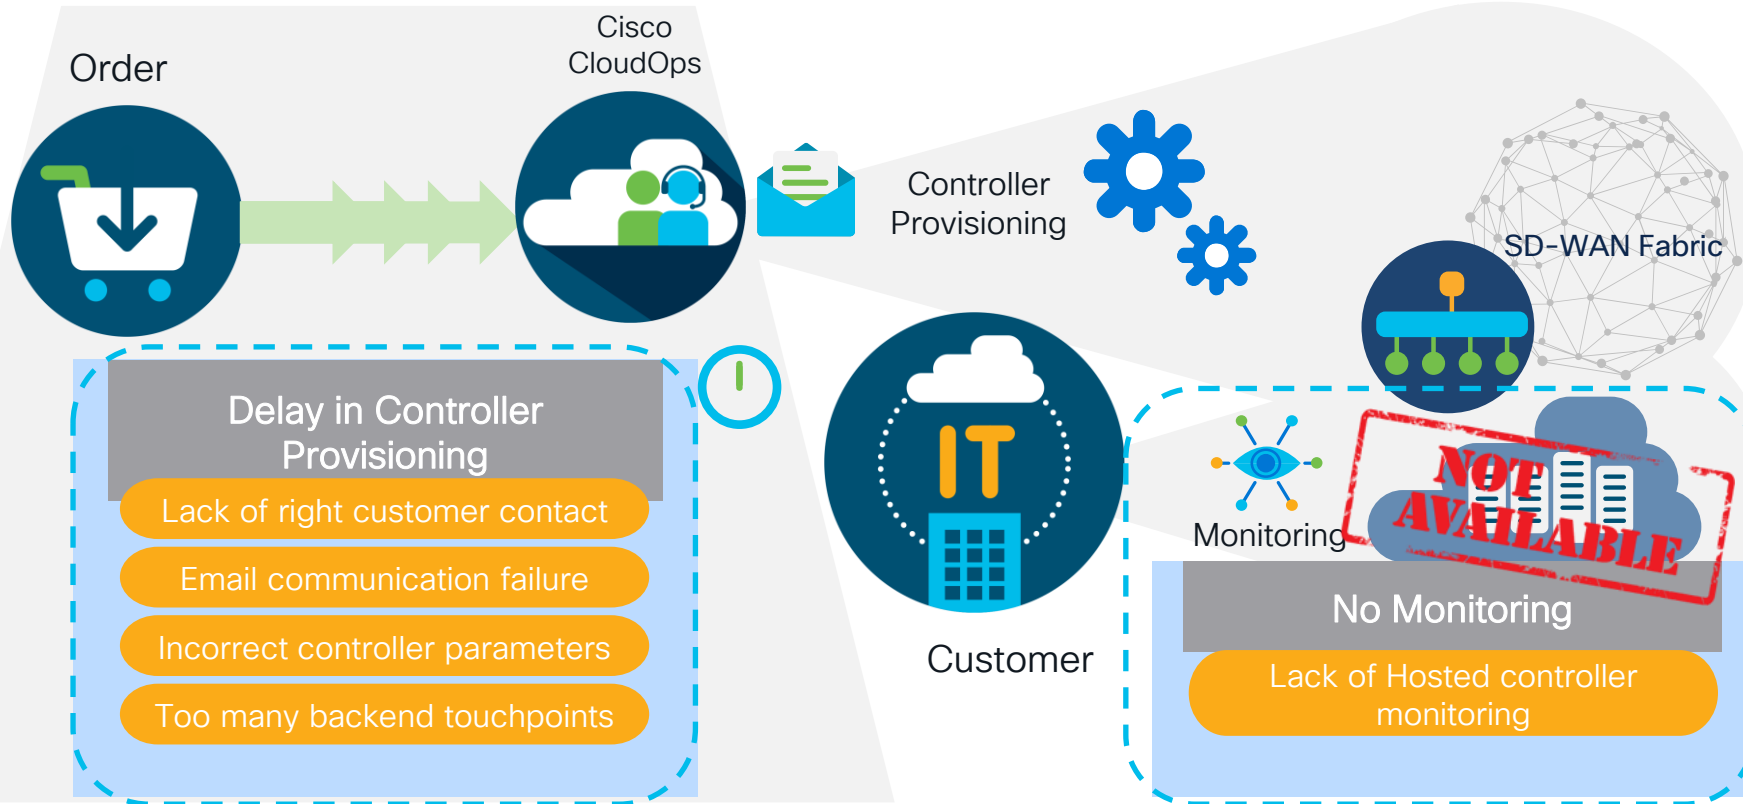 Order
Cisco
CloudOps
Controller
Provisioning
SD-WAN Fabric
Delay in Controller
Provisioning
Lack of right customer contact
Email communication failure
Incorrect controller parameters
Too many backend touchpoints
IT
Customer
Monitoring
NOT
AVAILABLE
No Monitoring
Lack of Hosted controller
monitoring